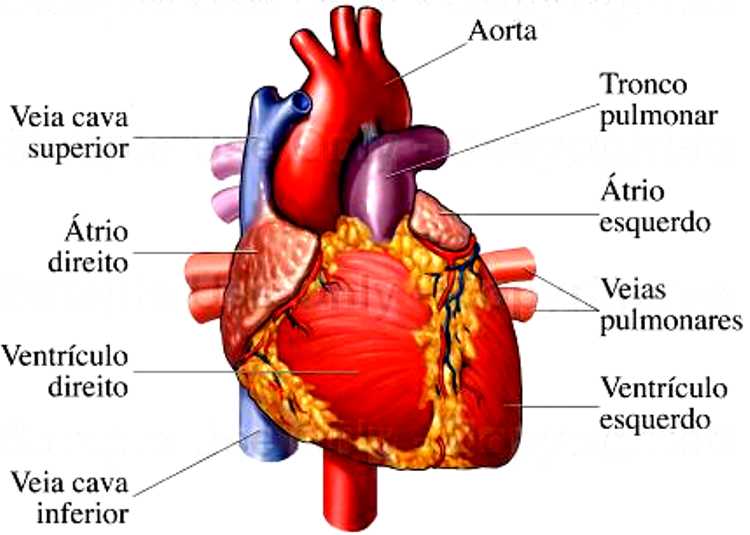 Aorta
Tronco
pulmonar
Veia cava
superior
Átrio
esquerdo
Átrio
direito
Veias
pulmonares
Ventrículo
direito
Ventrículo
esquerdo
Veia cava
inferior